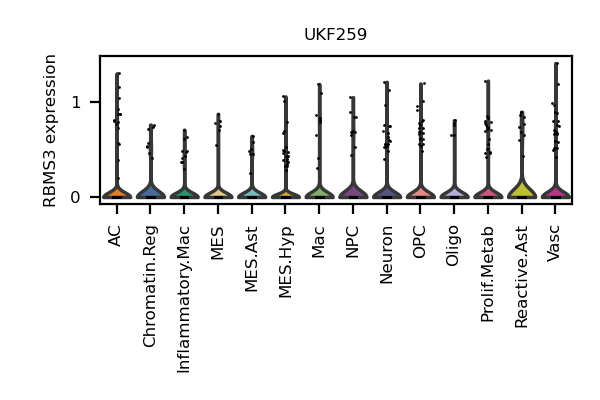 UKF259
RBMS3 expression
1
0
AC
Chromatin.Reg
Inflammatory.Mac
MES
MES.Ast
MES.Hyp
Mac
NPC
Neuron
OPC
Oligo
Prolif.Metab
Reactive.Ast
Vasc